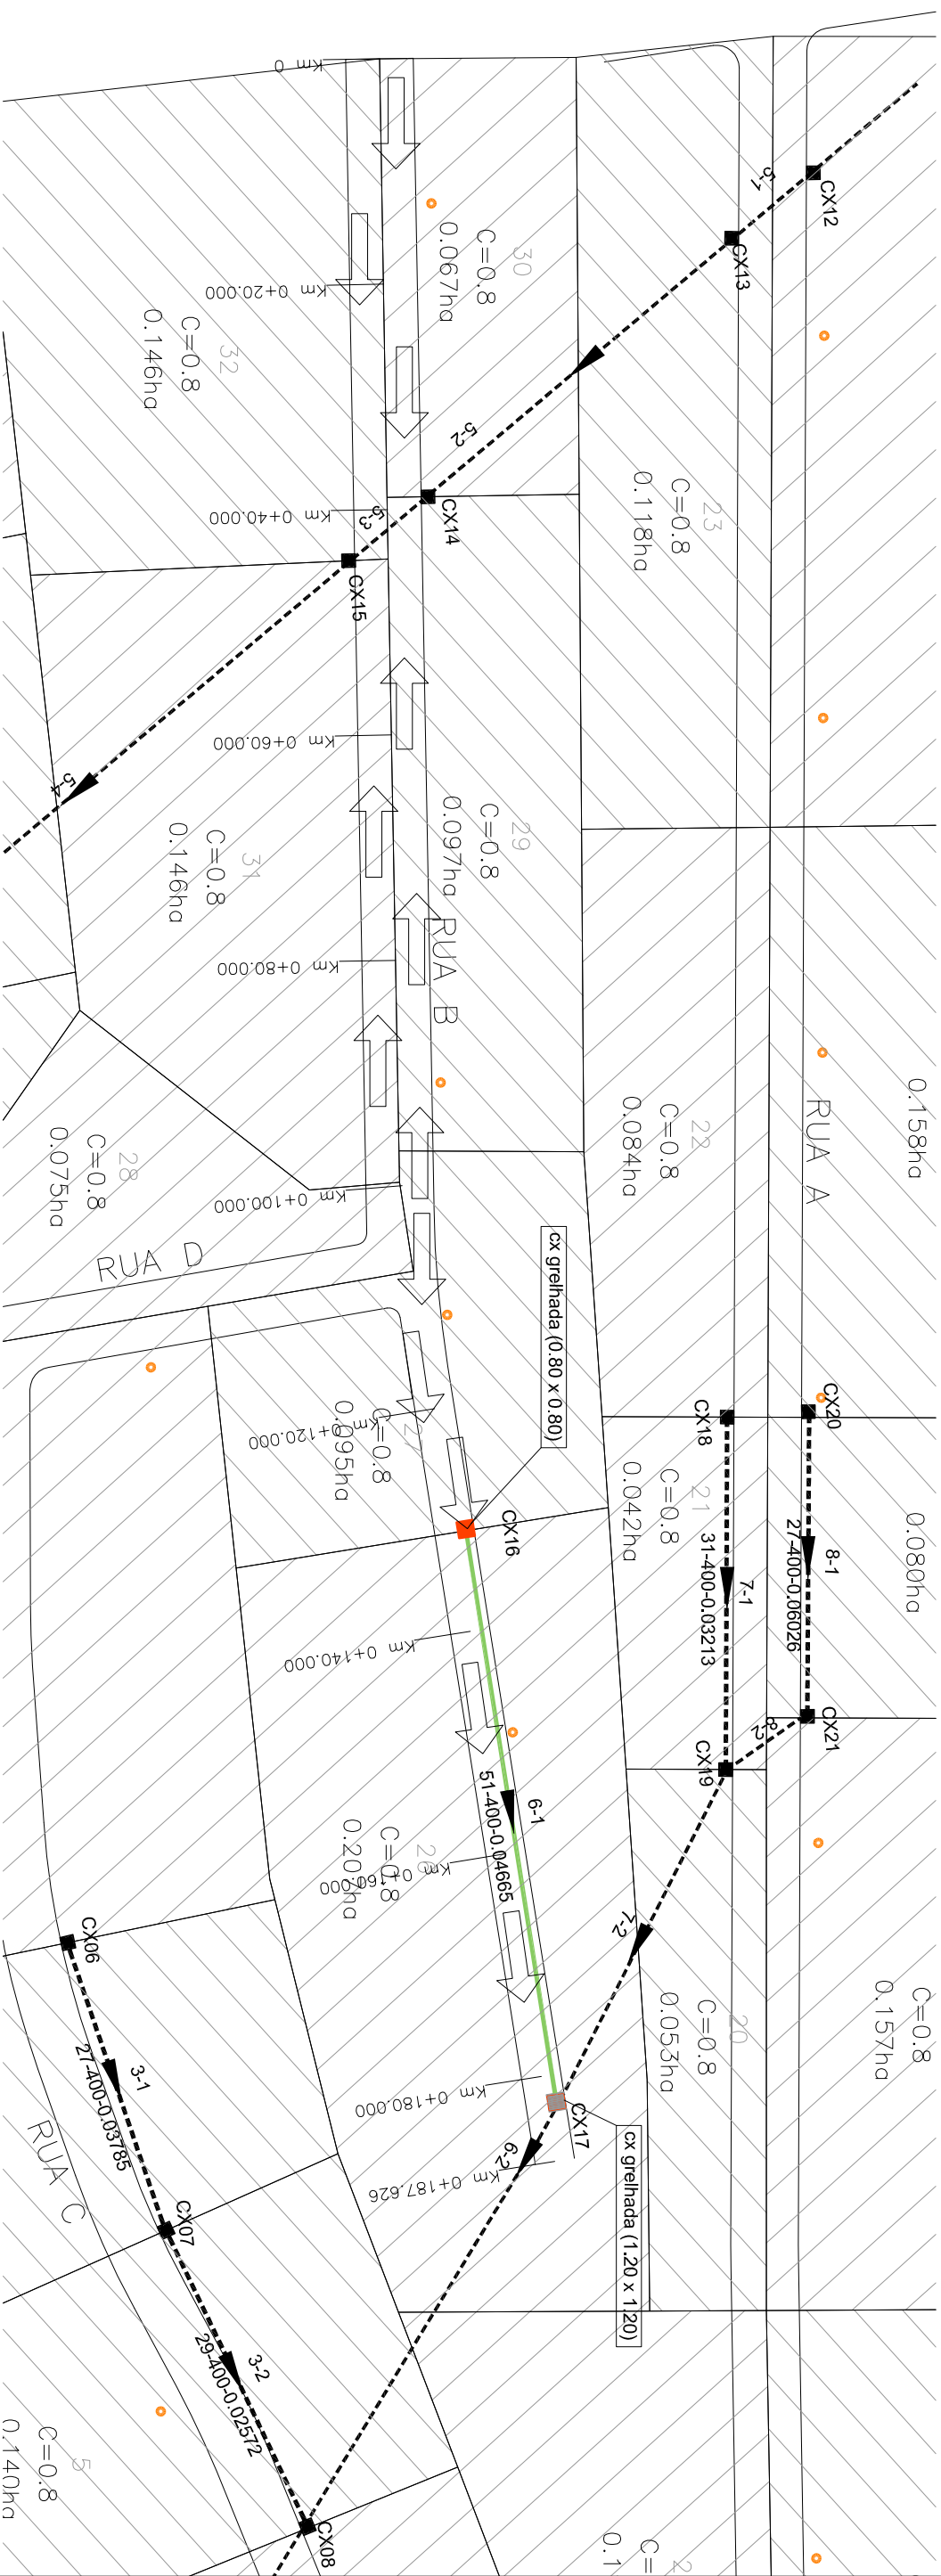 CX12
5-1
CX13
Km 0
30
C=0.8
0.067ha
Km 0+20.000
32
C=0.8
0.146ha
5-2
23
C=0.8
0.118ha
CX14
5-3
Km 0+40.000
CX15
Km 0+60.000
5-4
29
C=0.8
0.097ha
31
C=0.8
0.146ha
RUA B
Km 0+80.000
RUA A
0.158ha
22
C=0.8
0.084ha
28
C=0.8
0.075ha
Km 0+100.000
RUA D
cx grelhada (0.80 x 0.80)
27
C=0.8
0.095ha
Km 0+120.000
CX18
CX20
21
C=0.8
0.042ha
CX16
0.080ha
7-1
31-400-0.03213
8-1
27-400-0.06026
Km 0+140.000
CX21
8-2
CX19
6-1
51-400-0.04665
26
C=0.8
0.207ha
Km 0+160.000
7-2
CX06
20
C=0.8
0.053ha
C=0.8
0.157ha
3-1
27-400-0.03785
Km 0+180.000
CX17
6-2
Km 0+187.626
cx grelhada (1.20 x 1.20)
RUA C
CX07
3-2
29-400-0.02572
5
C=0.8
0.140ha
CX08
2
C=
0.1